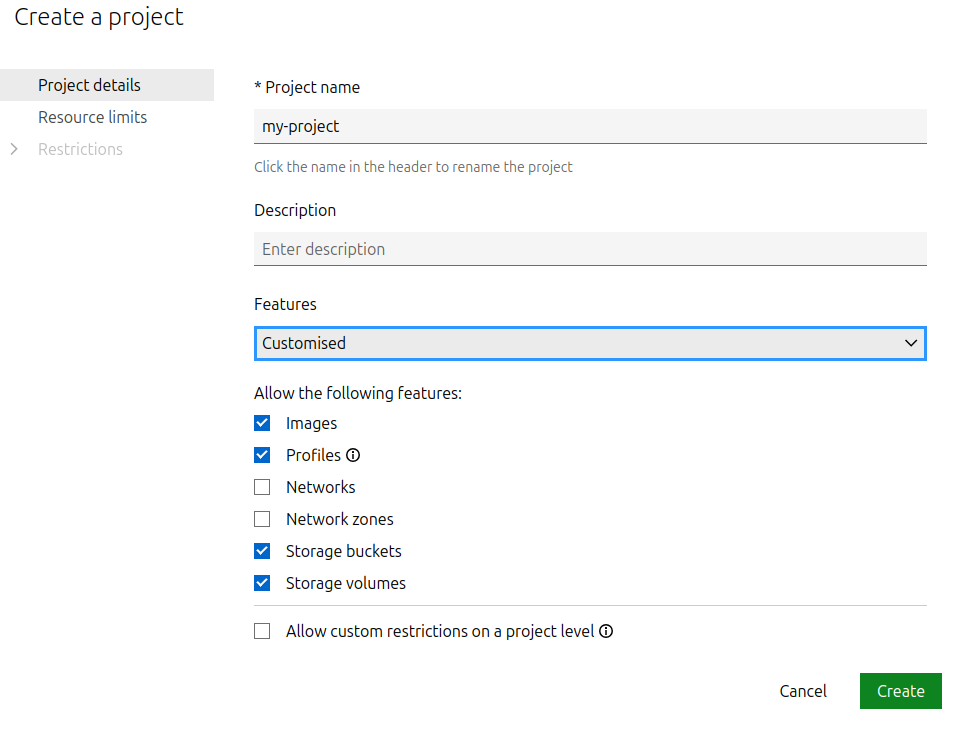 Create a project
Project details
Resource limits
Restrictions
* Project name
my-project
Click the name in the header to rename the project
Description
Enter description
Features
Customised
Allow the following features:
Images
Profiles
Networks
Network zones
Storage buckets
Storage volumes
Allow custom restrictions on a project level
Cancel
Create